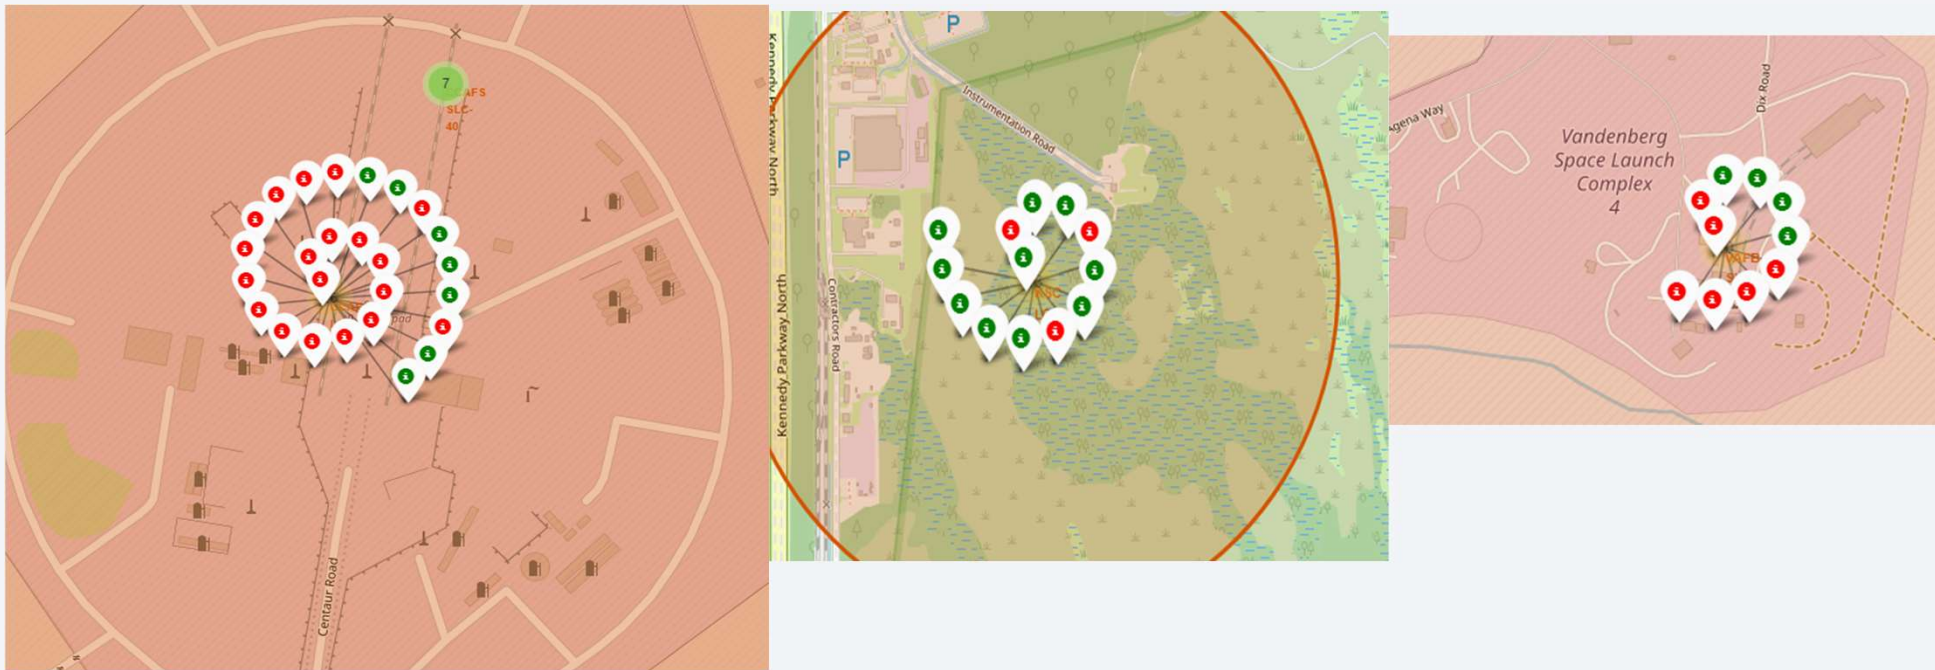 7
AFS
SLC-
40
Centaur Road
Kennedy Parkway North
Kennedy Parkway North
Contractors Road
P
P
Instrumentation Road
Agena Way
Dix Road
Vandenberg
Space Launch
Complex
4